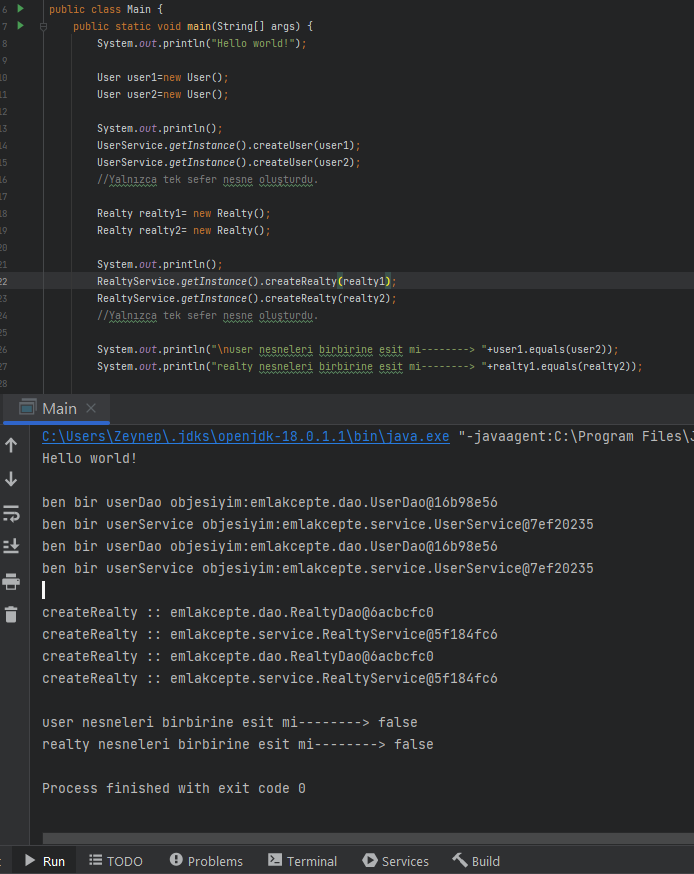 6 public class Main {
7 public static void main(String[] args) {
8 System.out.println("Hello world!");
9
10 User user1=new User();
11 User user2=new User();
12
13 System.out.println();
14 UserService.getInstance().createUser(user1);
15 UserService.getInstance().createUser(user2);
16 //Yalnızca tek sefer nesne oluşturdu.
17
18 Realty realty1= new Realty();
19 Realty realty2= new Realty();
20
21 System.out.println();
22 RealtyService.getInstance().createRealty(realty1);
23 RealtyService.getInstance().createRealty(realty2);
24 //Yalnızca tek sefer nesne oluşturdu.
25
26 System.out.println("\nuser nesneleri birbirine esit mi--------> "+user1.equals(user2));
27 System.out.println("realty nesneleri birbirine esit mi--------> "+realty1.equals(realty2));
28
Main
C:\Users\Zeynep\.jdks\openjdk-18.0.1.1\bin\java.exe "-javaagent:C:\Program Files\J
Hello world!
ben bir userDao objesiyim:emlakcepte.dao.UserDao@16b98e56
ben bir userService objesiyim:emlakcepte.service.UserService@7ef20235
ben bir userDao objesiyim:emlakcepte.dao.UserDao@16b98e56
ben bir userService objesiyim:emlakcepte.service.UserService@7ef20235
createRealty :: emlakcepte.dao.RealtyDao@6acbcfc0
createRealty :: emlakcepte.service.RealtyService@5f184fc6
createRealty :: emlakcepte.dao.RealtyDao@6acbcfc0
createRealty :: emlakcepte.service.RealtyService@5f184fc6
user nesneleri birbirine esit mi--------> false
realty nesneleri birbirine esit mi--------> false
Process finished with exit code 0
Run TODO Problems Terminal Services Build